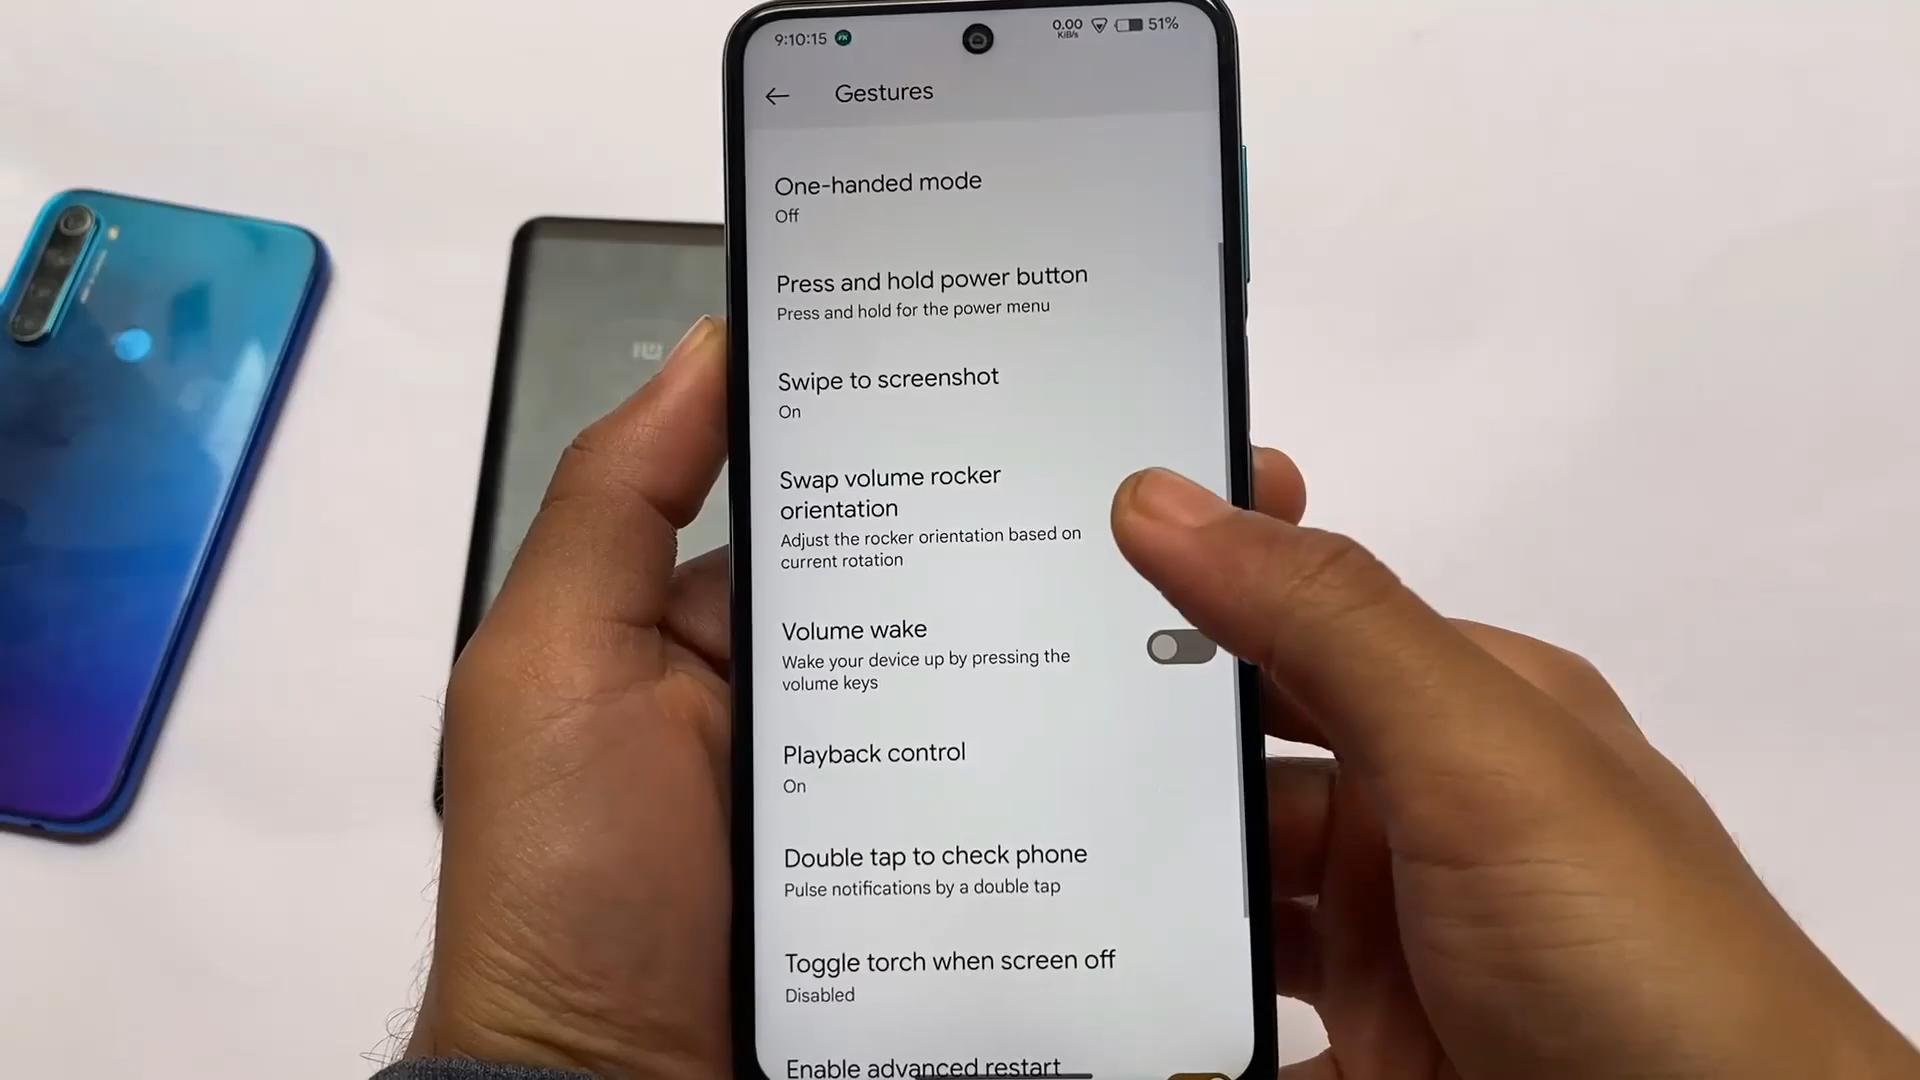 9:10:15
0.00
KiB/s
51%
Gestures
One-handed mode
Off
Press and hold power button
Press and hold for the power menu
Swipe to screenshot
On
Swap volume rocker
orientation
Adjust the rocker orientation based on
current rotation
Volume wake
Wake your device up by pressing the
volume keys
Playback control
On
Double tap to check phone
Pulse notifications by a double tap
Toggle torch when screen off
Disabled
Enable advanced restart